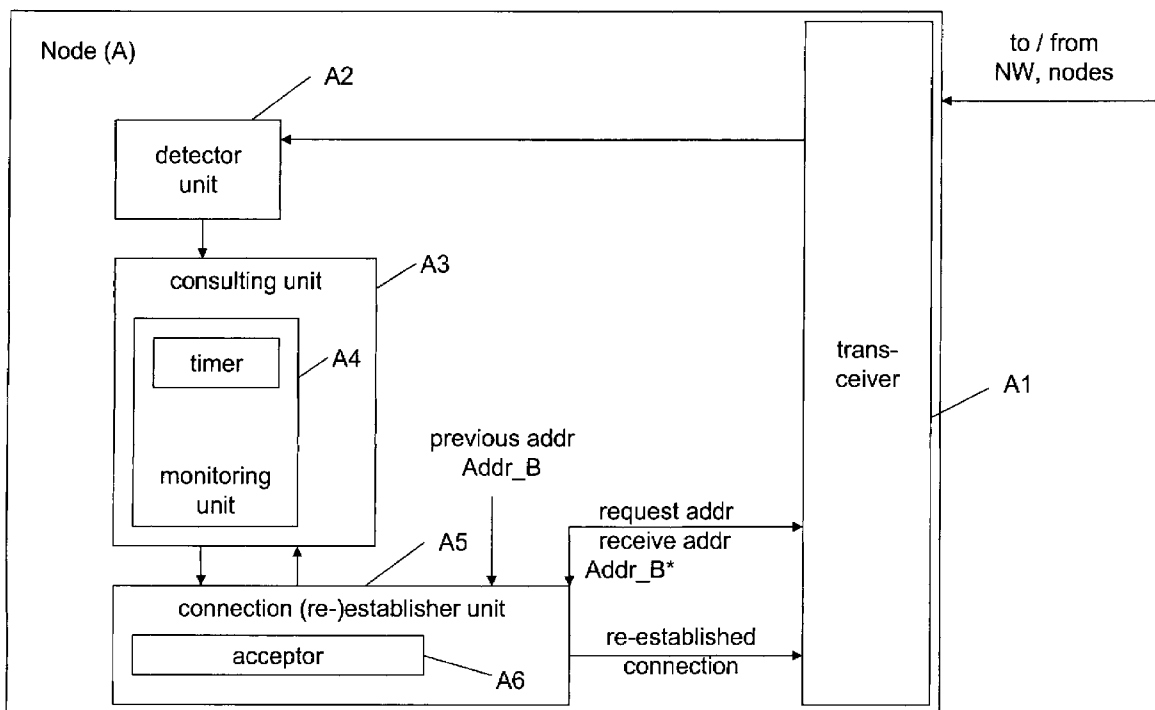 Node (A)
to / from
NW, nodes
A2
detector
unit
consulting unit
A3
timer
A4
monitoring
unit
trans-
ceiver
A1
previous addr
Addr_B
request addr
receive addr
Addr_B*
A5
connection (re-)establisher unit
acceptor
A6
re-established
connection